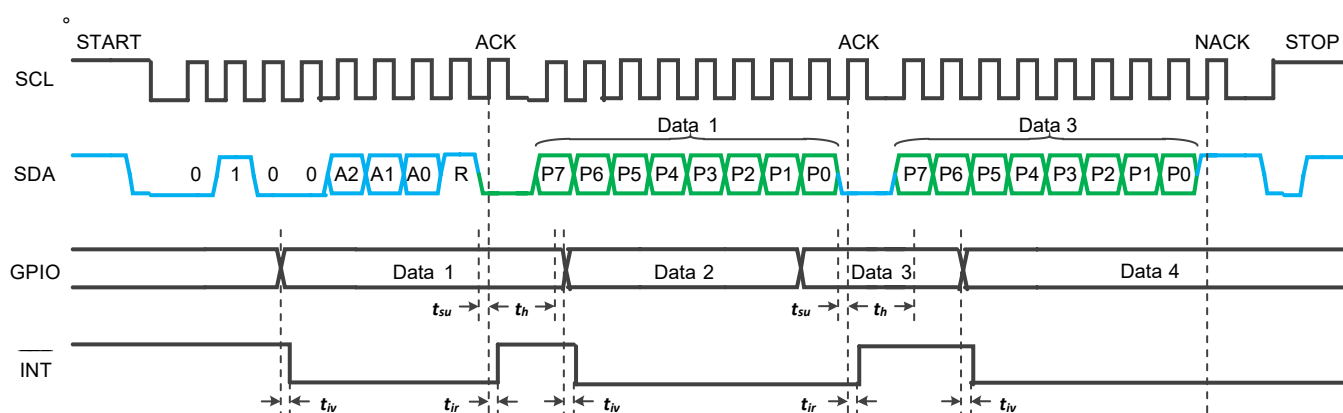 °
START ACK ACK NACK STOP
SCL
Data 1 Data 3
SDA 0 1 0 0 A2 A1 A0 R P7 P6 P5 P4 P3 P2 P1 P0 P7 P6 P5 P4 P3 P2 P1 P0
GPIO Data 1 Data 2 Data 3 Data 4
tsu th tsu th
INT
tiv tir tiv tir tiv